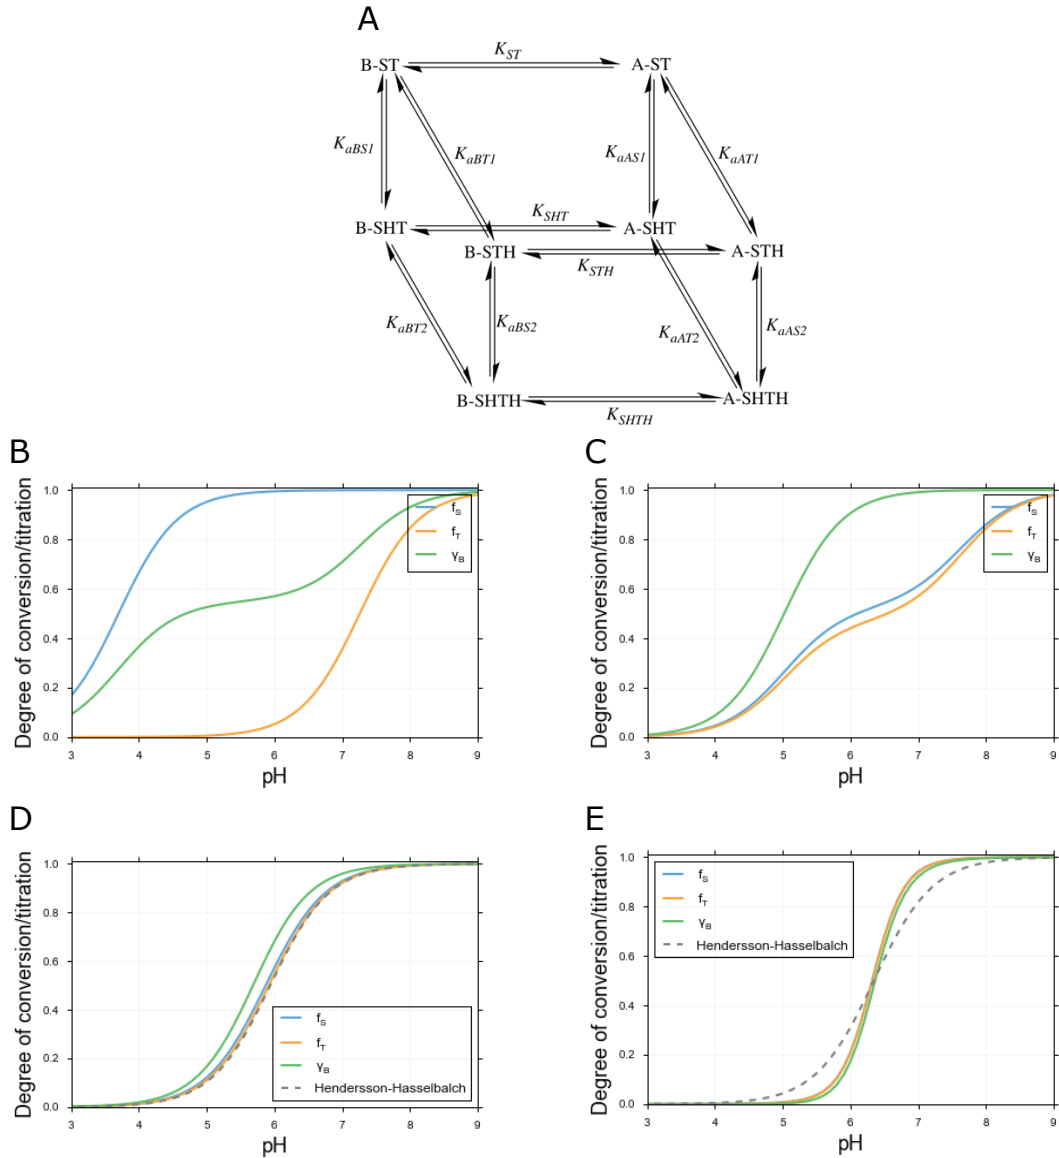 A
K_ST
B-ST A-ST
K_aBS1 K_aBT1 K_aAS1 K_aAT1
K_SHT
B-SHT A-SHT
B-STH A-STH
K_STH
K_aBT2 K_aBS2 K_aAT2 K_aAS2
B-SHTH A-SHTH
K_SHTH
B
Degree of conversion/titration
1.0
0.8
0.6
0.4
0.2
0.0
f_S
f_T
γ_B
3 4 5 6 7 8 9
pH
C
Degree of conversion/titration
1.0
0.8
0.6
0.4
0.2
0.0
f_S
f_T
γ_B
3 4 5 6 7 8 9
pH
D
Degree of conversion/titration
1.0
0.8
0.6
0.4
0.2
0.0
f_S
f_T
γ_B
Hendersson-Hasselbalch
3 4 5 6 7 8 9
pH
E
Degree of conversion/titration
1.0
0.8
0.6
0.4
0.2
0.0
f_S
f_T
γ_B
Hendersson-Hasselbalch
3 4 5 6 7 8 9
pH